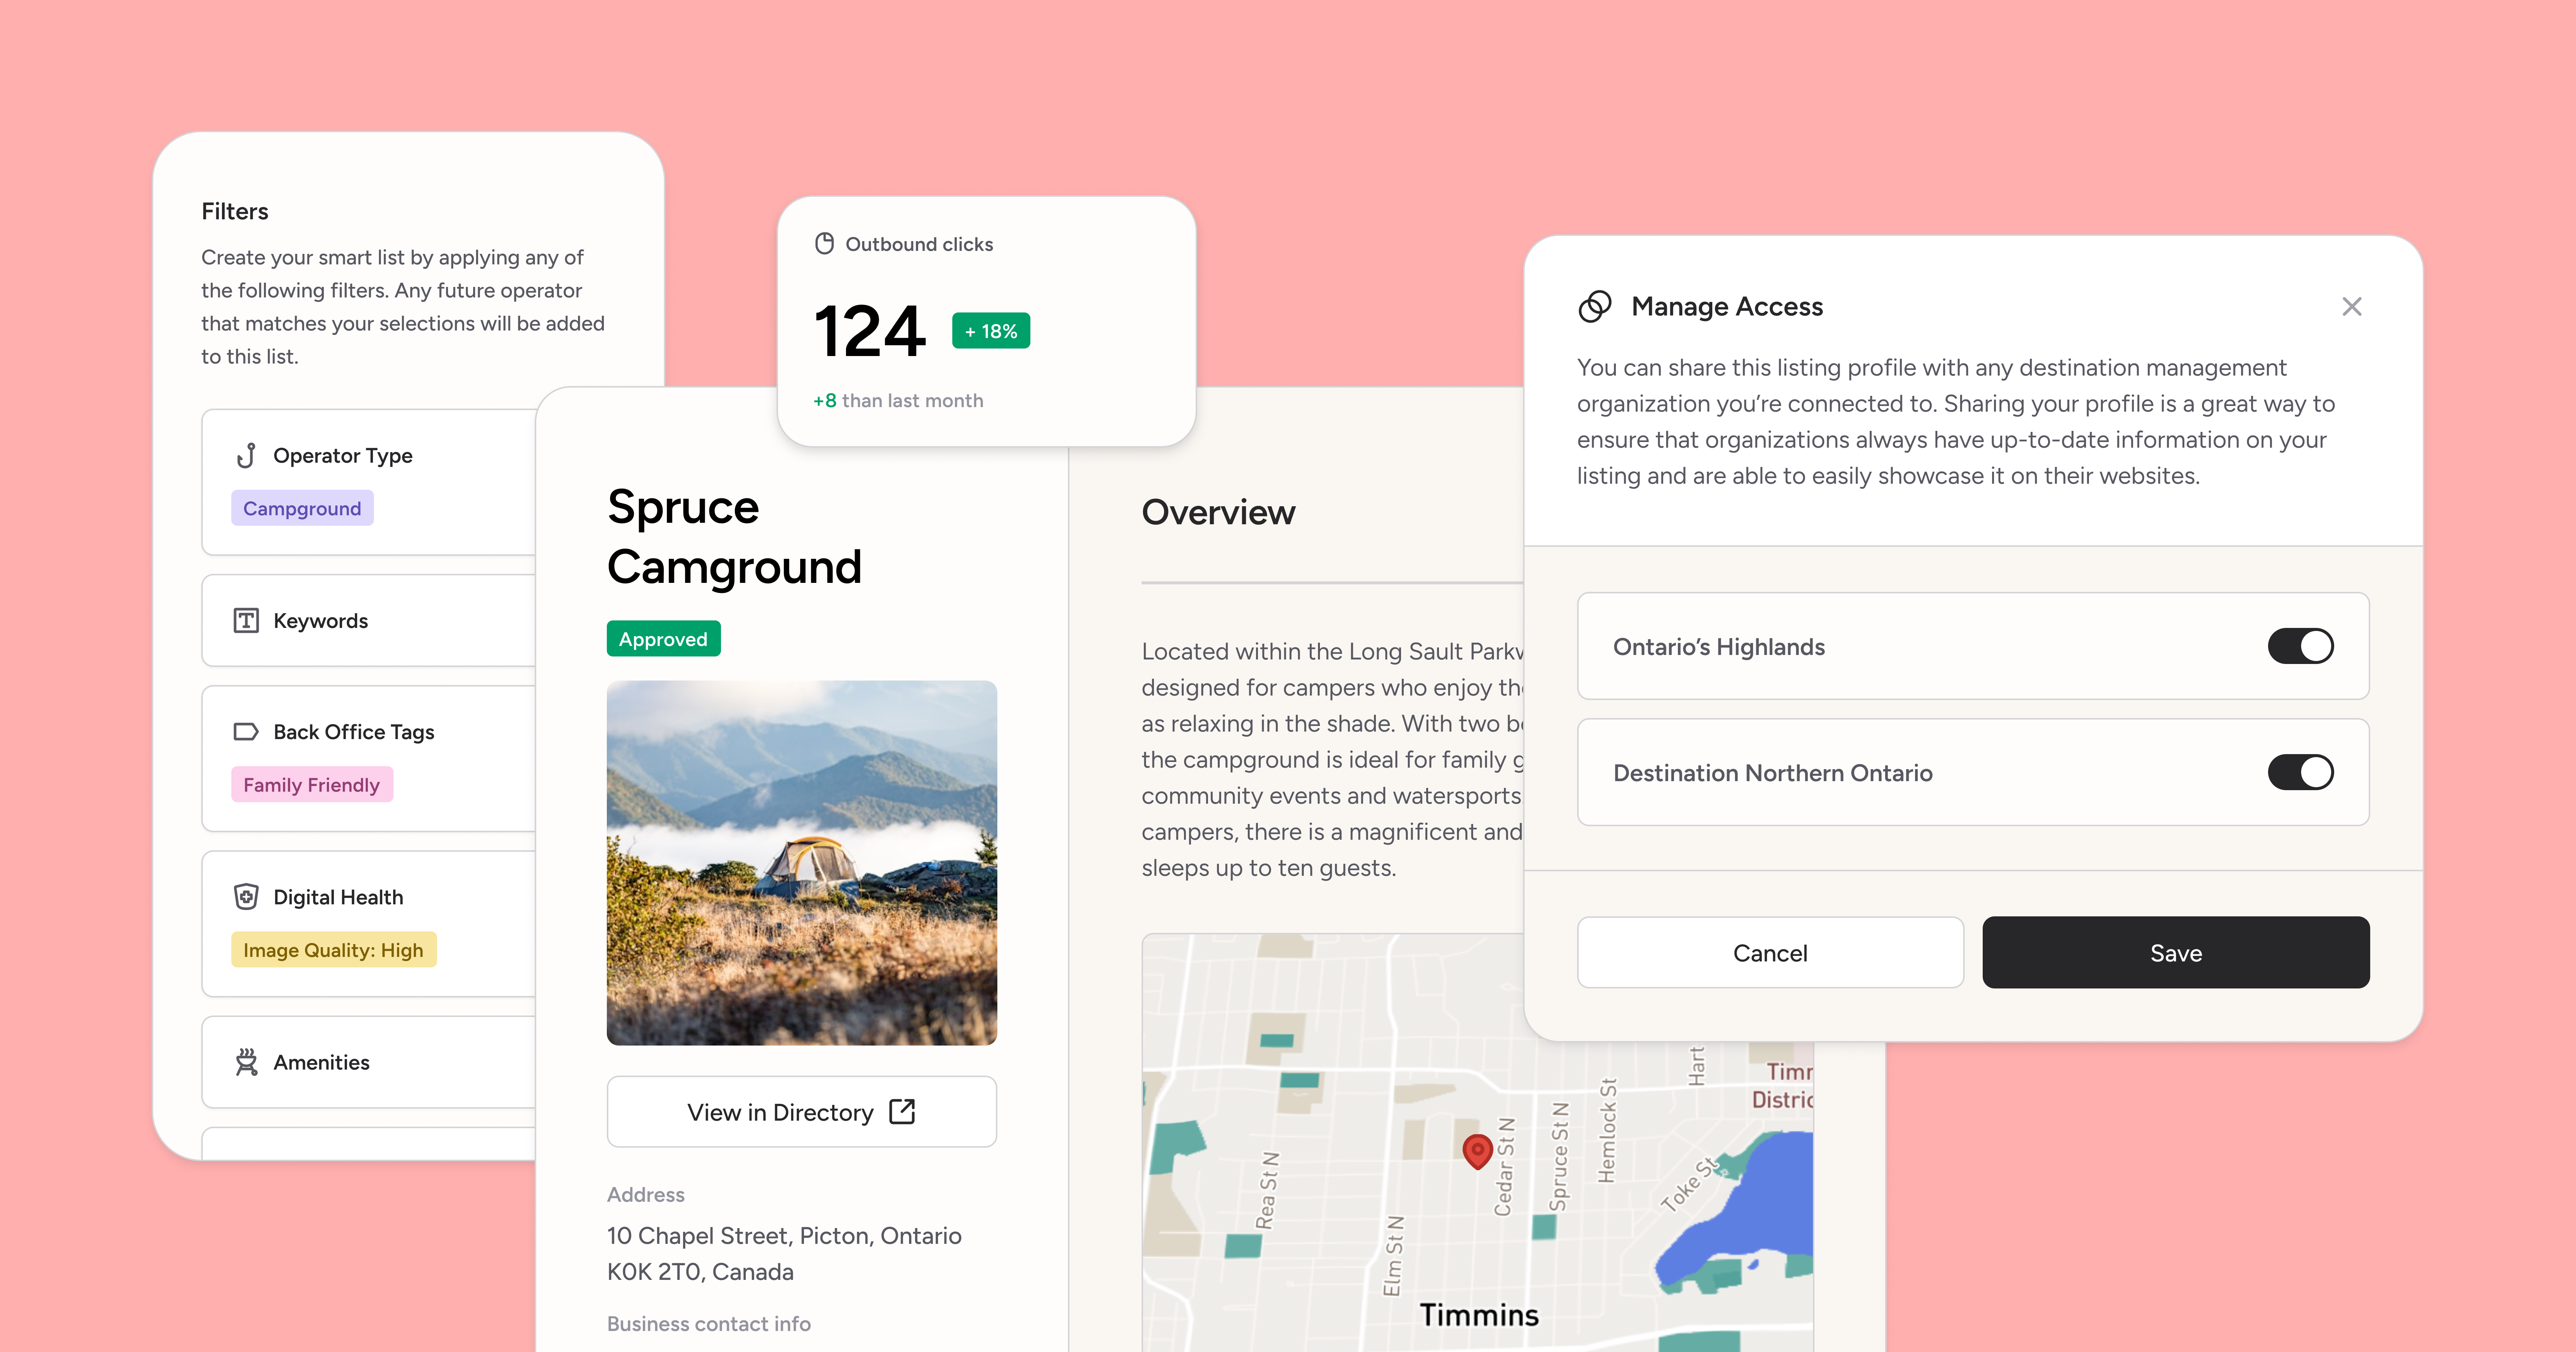 Filters
Create your smart list by applying any of
the following filters. Any future operator
that matches your selections will be added
to this list.
Operator Type
Campground
Keywords
Back Office Tags
Family Friendly
Digital Health
Image Quality: High
Amenities
Outbound clicks
124
+ 18%
+8 than last month
Spruce
Camground
Approved
View in Directory
Address
10 Chapel Street, Picton, Ontario
K0K 2T0, Canada
Business contact info
Overview
Located within the Long Sault
designed for campers who enjoy
as relaxing in the shade. With two
the campground is ideal for family
community events and watersports
campers, there is a magnificent and
sleeps up to ten guests.
Rea St N
Elm St N
Cedar St N
Spruce St N
Hemlock St
Hart
Toke St
Timmins
Manage Access
You can share this listing profile with any destination management
organization you’re connected to. Sharing your profile is a great way to
ensure that organizations always have up-to-date information on your
listing and are able to easily showcase it on their websites.
Ontario’s Highlands
Destination Northern Ontario
Cancel
Save